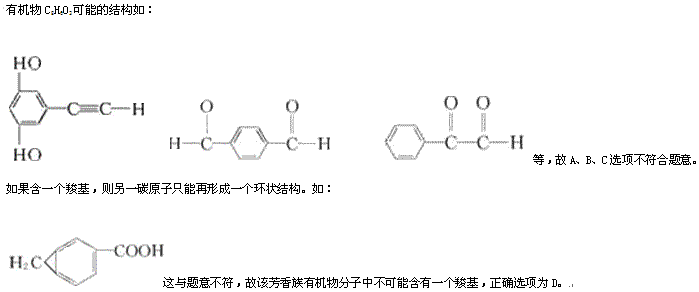 有机物C₈H₆O₂可能的结构如：
HO
C C H
HO
O O
H C C H
O O
C C H
等，故A、B、C选项不符合题意。
如果含一个羧基，则另一碳原子只能再形成一个环状结构。如：
H₂C COOH
这与题意不符，故该芳香族有机物分子中不可能含有一个羧基，正确选项为D。